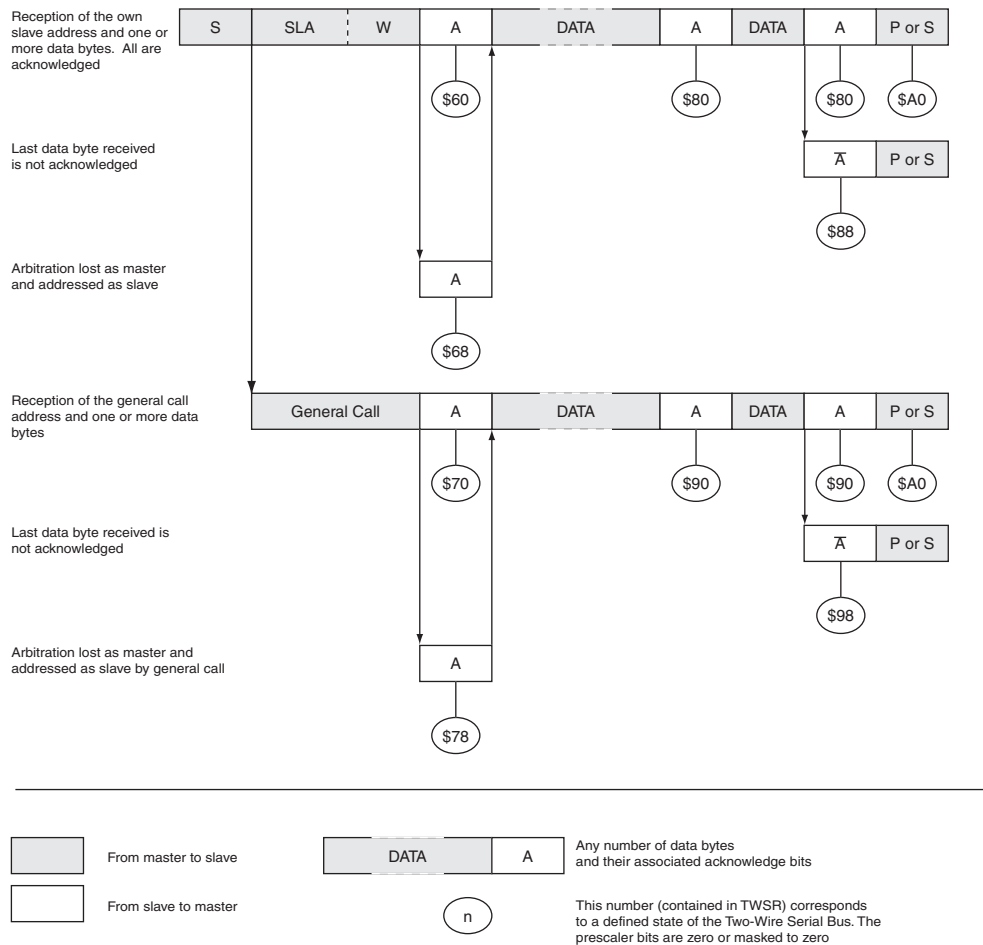 Reception of the own
slave address and one or
more data bytes. All are
acknowledged
S SLA W A DATA A DATA A P or S
$60 $80 $80 $A0
Last data byte received
is not acknowledged
A̅ P or S
$88
Arbitration lost as master
and addressed as slave
A
$68
Reception of the general call
address and one or more data
bytes
General Call A DATA A DATA A P or S
$70 $90 $90 $A0
Last data byte received is
not acknowledged
A̅ P or S
$98
Arbitration lost as master and
addressed as slave by general call
A
$78
From master to slave
DATA A
Any number of data bytes
and their associated acknowledge bits
From slave to master
n
This number (contained in TWSR) corresponds
to a defined state of the Two-Wire Serial Bus. The
prescaler bits are zero or masked to zero